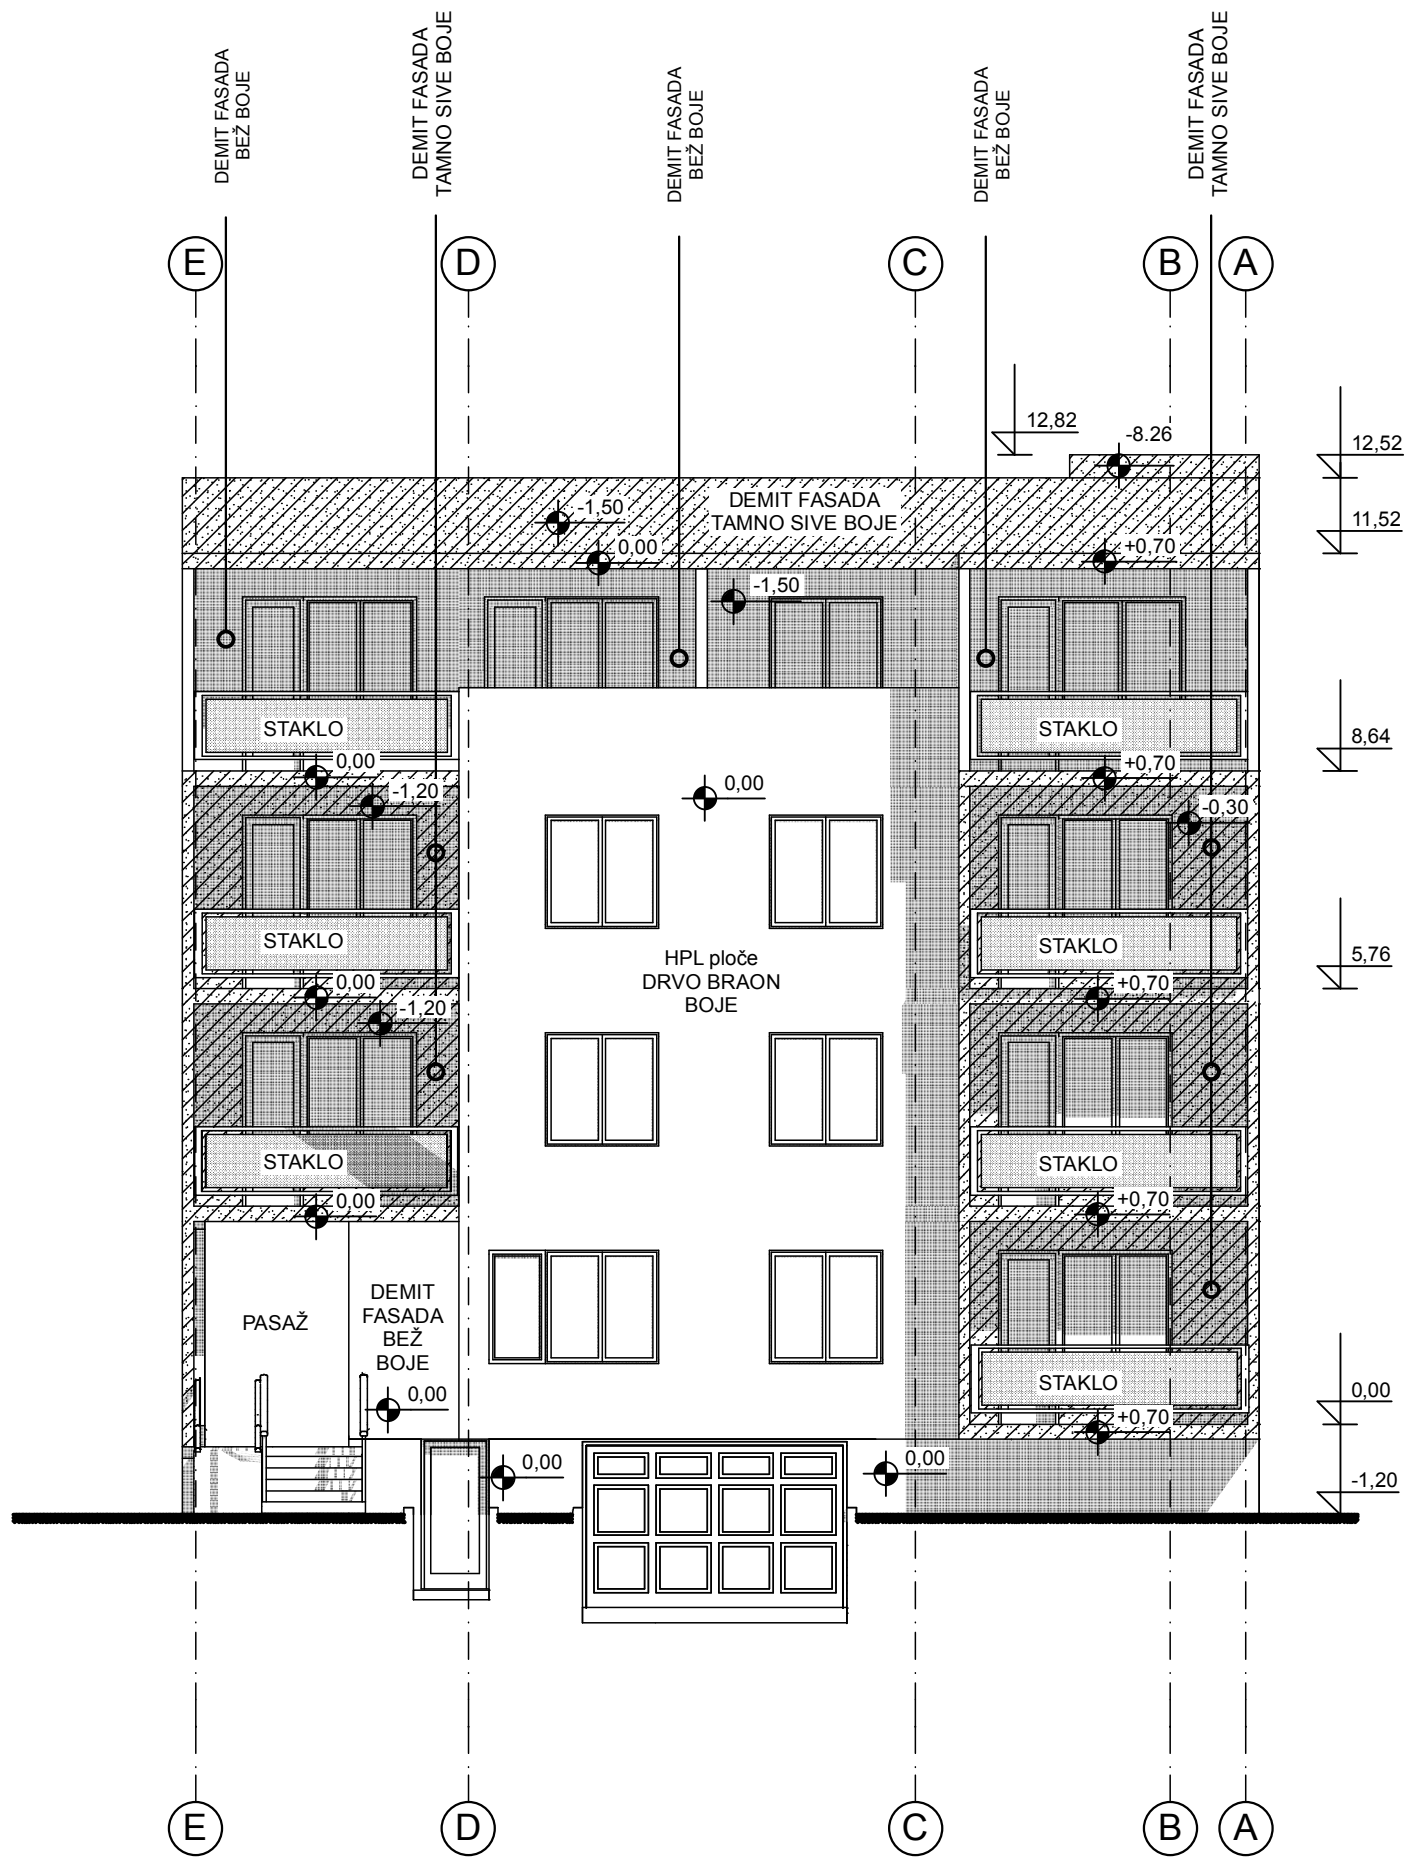 DEMIT FASADA
BEŽ BOJE
DEMIT FASADA
TAMNO SIVE BOJE
DEMIT FASADA
BEŽ BOJE
DEMIT FASADA
BEŽ BOJE
DEMIT FASADA
TAMNO SIVE BOJE
E
D
C
B
A
12,82
-8.26
12,52
DEMIT FASADA
TAMNO SIVE BOJE
-1,50
11,52
0,00
+0,70
-1,50
STAKLO
STAKLO
8,64
0,00
+0,70
-1,20
0,00
-0,30
STAKLO
HPL ploče
DRVO BRAON
BOJE
STAKLO
5,76
0,00
+0,70
-1,20
STAKLO
STAKLO
0,00
+0,70
PASAŽ
DEMIT
FASADA
BEŽ
BOJE
STAKLO
0,00
0,00
+0,70
0,00
0,00
-1,20
E
D
C
B
A